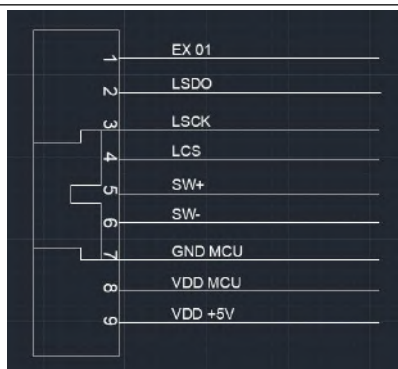 1 EX 01
2 LSDO
3 LSCK
4 LCS
5 SW+
6 SW-
7 GND MCU
8 VDD MCU
9 VDD +5V